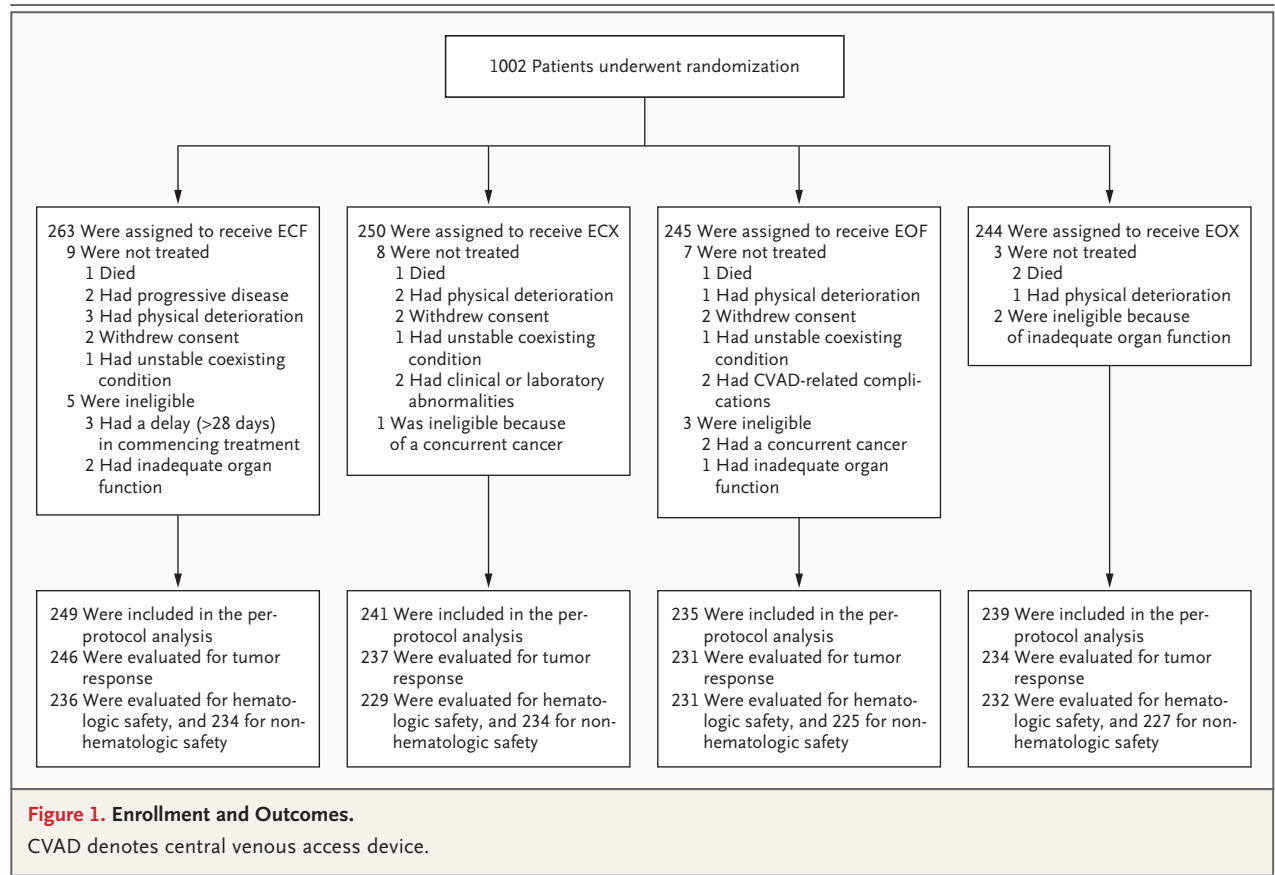 1002 Patients underwent randomization
263 Were assigned to receive ECF
9 Were not treated
1 Died
2 Had progressive disease
3 Had physical deterioration
2 Withdrew consent
1 Had unstable coexisting
condition
5 Were ineligible
3 Had a delay (>28 days)
in commencing treatment
2 Had inadequate organ
function
250 Were assigned to receive ECX
8 Were not treated
1 Died
2 Had physical deterioration
2 Withdrew consent
1 Had unstable coexisting
condition
2 Had clinical or laboratory
abnormalities
1 Was ineligible because
of a concurrent cancer
245 Were assigned to receive EOF
7 Were not treated
1 Died
1 Had physical deterioration
2 Withdrew consent
1 Had unstable coexisting
condition
2 Had CVAD-related compli-
cations
3 Were ineligible
2 Had a concurrent cancer
1 Had inadequate organ
function
244 Were assigned to receive EOX
3 Were not treated
2 Died
1 Had physical deterioration
2 Were ineligible because
of inadequate organ function
249 Were included in the per-
protocol analysis
246 Were evaluated for tumor
response
236 Were evaluated for hemato-
logic safety, and 234 for non-
hematologic safety
241 Were included in the per-
protocol analysis
237 Were evaluated for tumor
response
229 Were evaluated for hemato-
logic safety, and 234 for non-
hematologic safety
235 Were included in the per-
protocol analysis
231 Were evaluated for tumor
response
231 Were evaluated for hemato-
logic safety, and 225 for non-
hematologic safety
239 Were included in the per-
protocol analysis
234 Were evaluated for tumor
response
232 Were evaluated for hemato-
logic safety, and 227 for non-
hematologic safety
Figure 1. Enrollment and Outcomes.
CVAD denotes central venous access device.